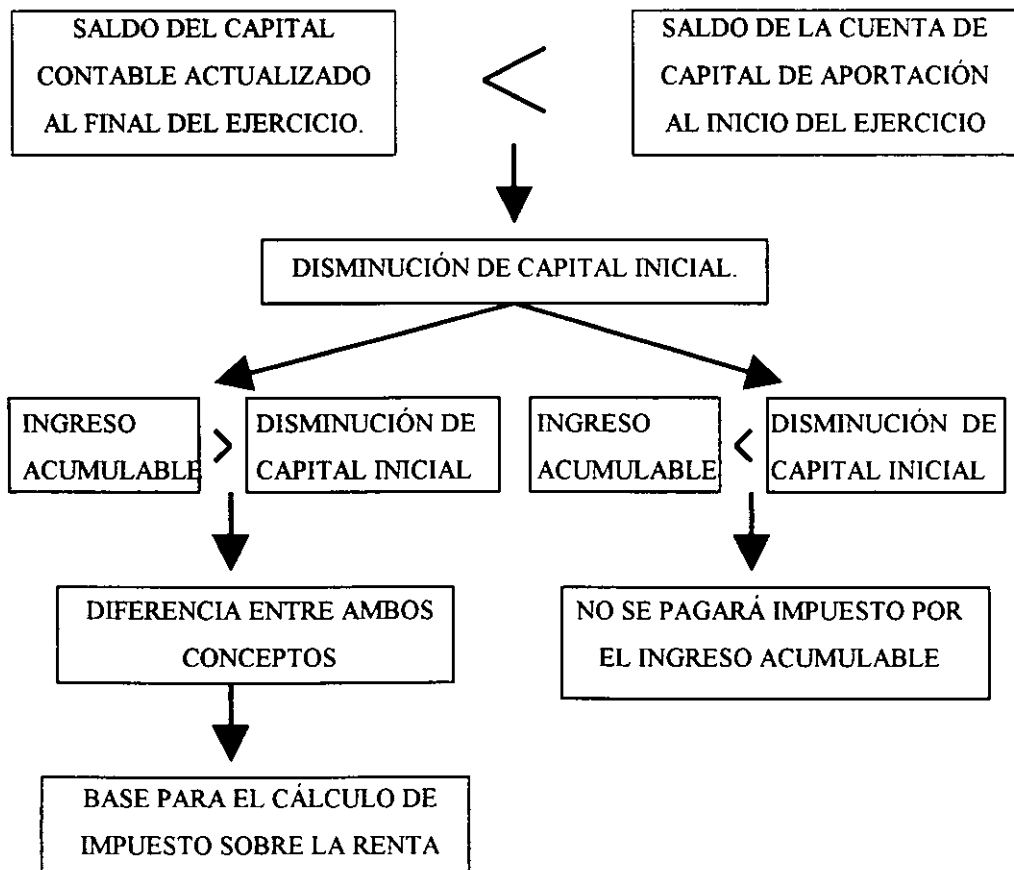 SALDO DEL CAPITAL
CONTABLE ACTUALIZADO
AL FINAL DEL EJERCICIO.
<
SALDO DE LA CUENTA DE
CAPITAL DE APORTACIÓN
AL INICIO DEL EJERCICIO
DISMINUCIÓN DE CAPITAL INICIAL.
INGRESO
ACUMULABLE
>
DISMINUCIÓN DE
CAPITAL INICIAL
INGRESO
ACUMULABLE
<
DISMINUCIÓN DE
CAPITAL INICIAL
DIFERENCIA ENTRE AMBOS
CONCEPTOS
NO SE PAGARÁ IMPUESTO POR
EL INGRESO ACUMULABLE
BASE PARA EL CÁLCULO DE
IMPUESTO SOBRE LA RENTA